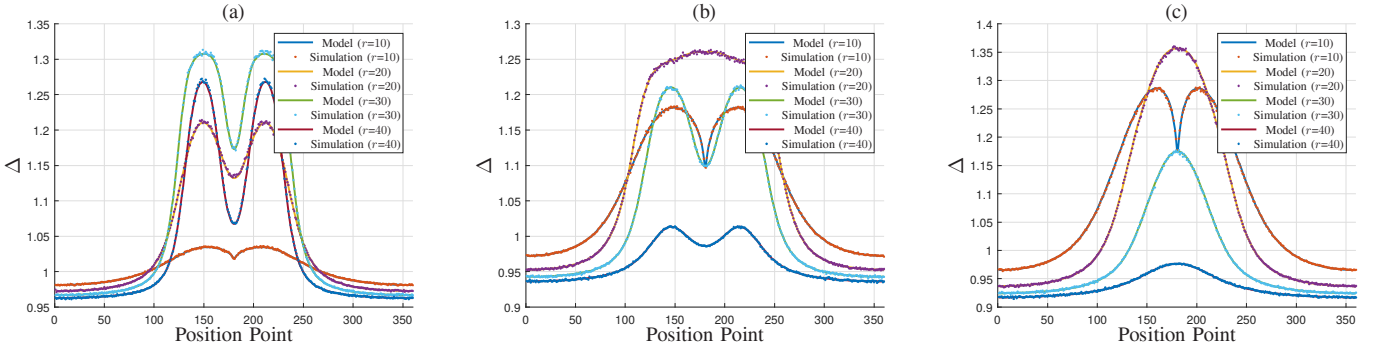 (a)
1.35
1.3
1.25
1.2
1.15
1.1
1.05
1
0.95
Δ
0 50 100 150 200 250 300 350
Position Point
Model (r=10)
Simulation (r=10)
Model (r=20)
Simulation (r=20)
Model (r=30)
Simulation (r=30)
Model (r=40)
Simulation (r=40)
(b)
1.3
1.25
1.2
1.15
1.1
1.05
1
0.95
0.9
Δ
0 50 100 150 200 250 300 350
Position Point
Model (r=10)
Simulation (r=10)
Model (r=20)
Simulation (r=20)
Model (r=30)
Simulation (r=30)
Model (r=40)
Simulation (r=40)
(c)
1.4
1.35
1.3
1.25
1.2
1.15
1.1
1.05
1
0.95
0.9
Δ
0 50 100 150 200 250 300 350
Position Point
Model (r=10)
Simulation (r=10)
Model (r=20)
Simulation (r=20)
Model (r=30)
Simulation (r=30)
Model (r=40)
Simulation (r=40)